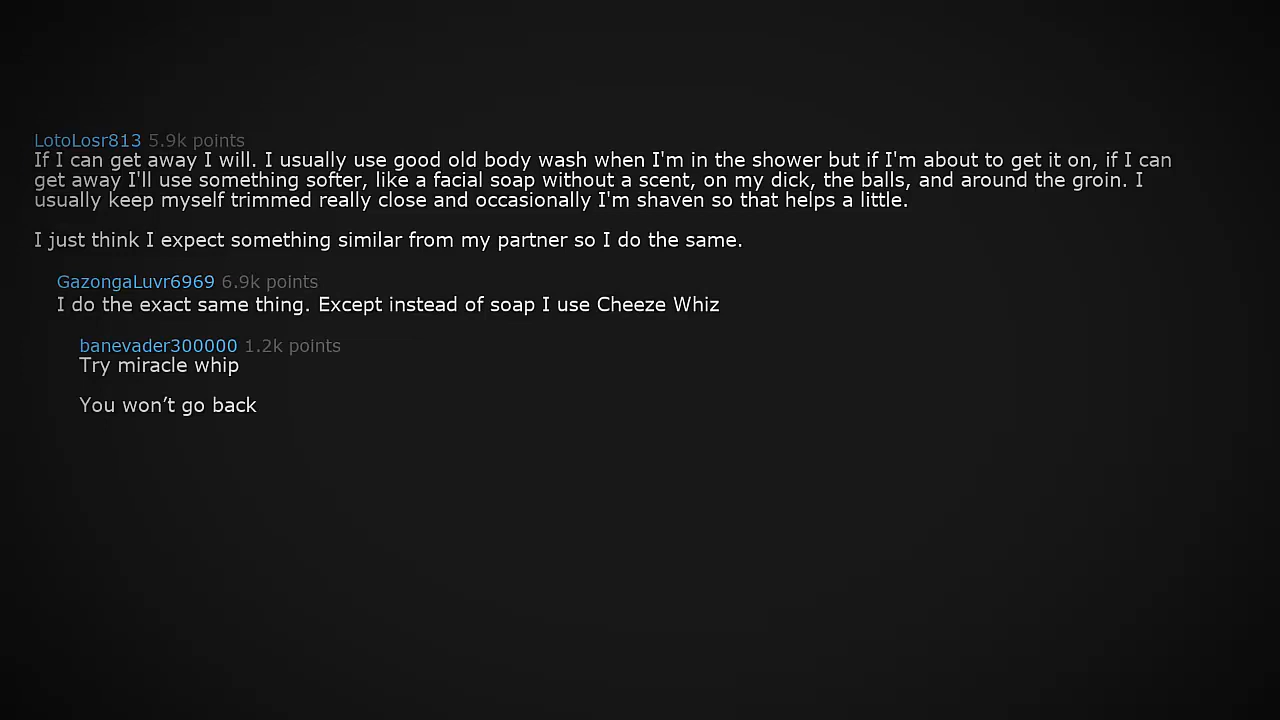 LotoLosr813 5.9k points
If I can get away I will. I usually use good old body wash when I'm in the shower but if I'm about to get it on, if I can
get away I'll use something softer, like a facial soap without a scent, on my dick, the balls, and around the groin. I
usually keep myself trimmed really close and occasionally I'm shaven so that helps a little.
I just think I expect something similar from my partner so I do the same.
GazongaLuvr6969 6.9k points
I do the exact same thing. Except instead of soap I use Cheeze Whiz
banevader300000 1.2k points
Try miracle whip
You won’t go back